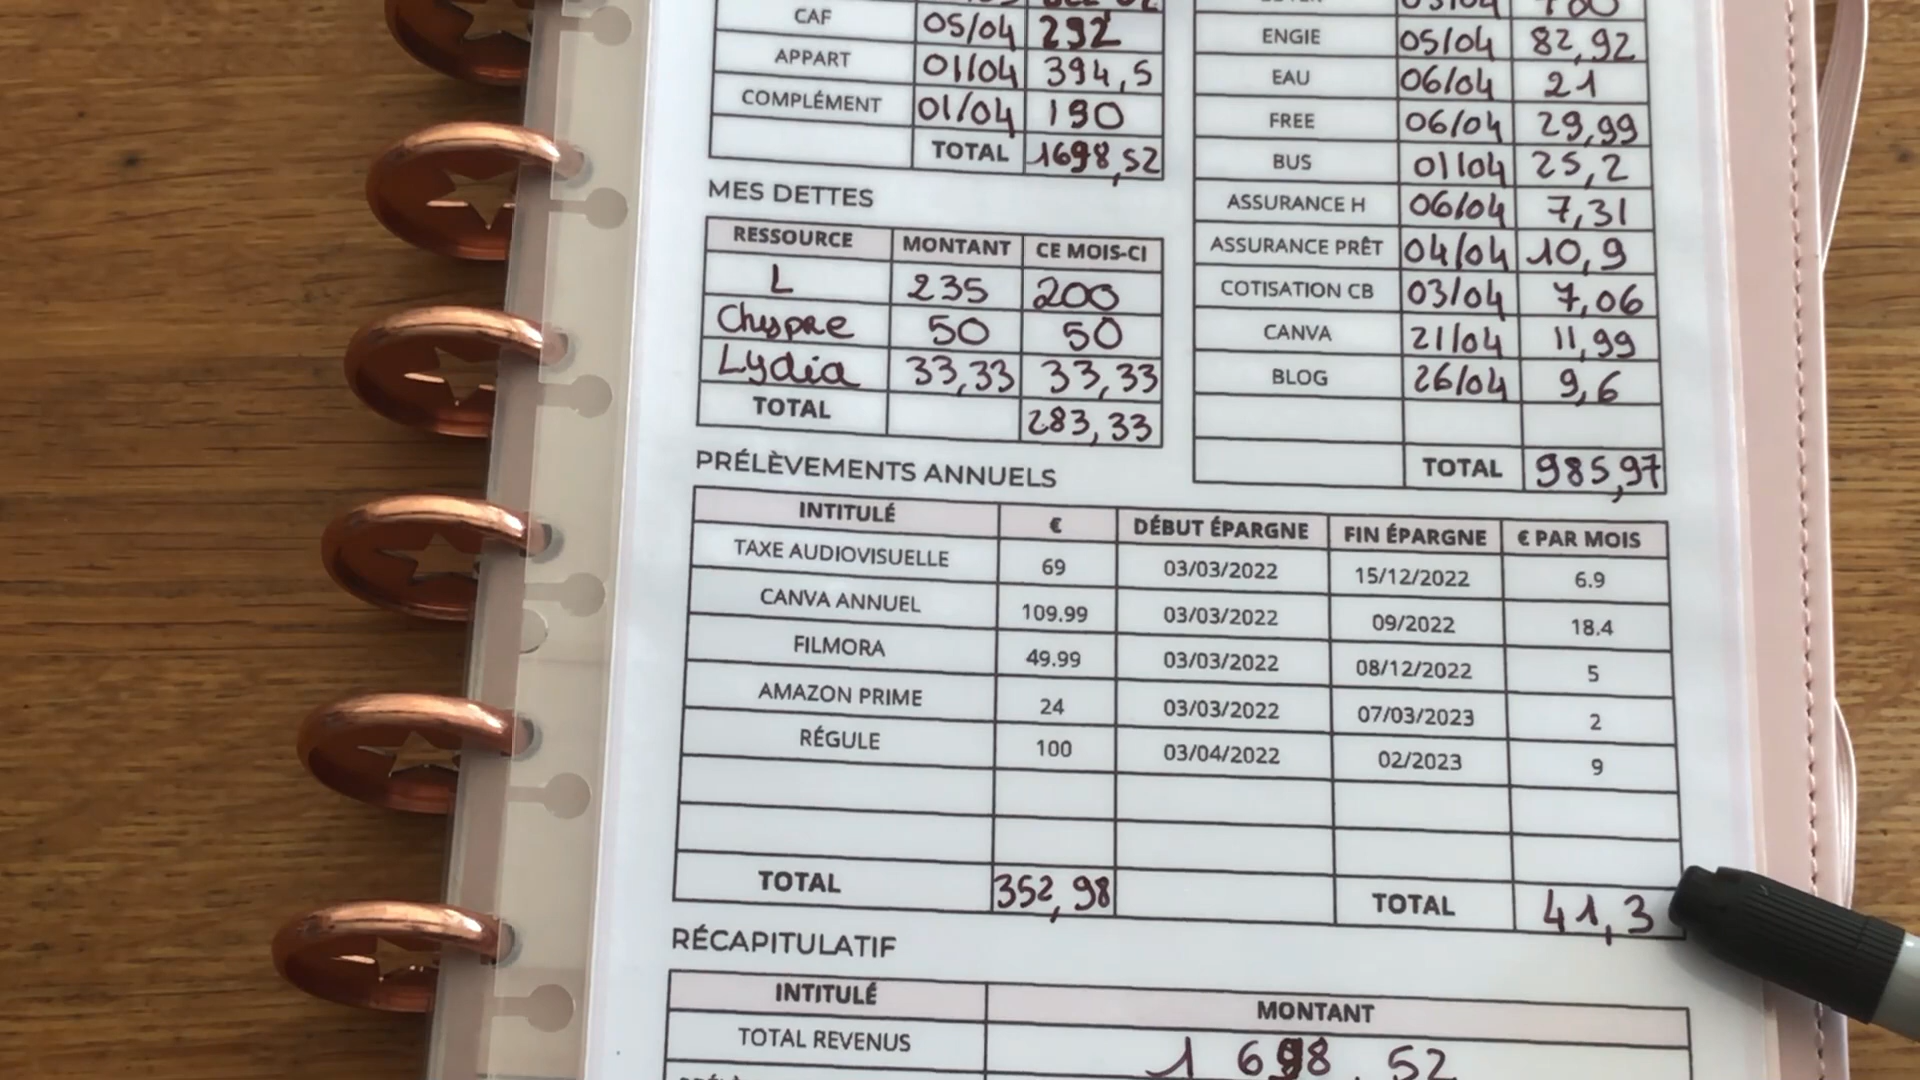 CAF 05/04 292
APPART 01/04 394,5
COMPLÉMENT 01/04 190
TOTAL 1698,52
ENGIE 05/04 82,92
EAU 06/04 21
FREE 06/04 29,99
BUS 01/04 25,2
ASSURANCE H 06/04 7,31
ASSURANCE PRÊT 04/04 10,9
COTISATION CB 03/04 7,06
CANVA 21/04 11,99
BLOG 26/04 9,6
TOTAL 985,97
MES DETTES
RESSOURCE MONTANT CE MOIS-CI
L 235 200
Chypre 50 50
Lydia 33,33 33,33
TOTAL 283,33
PRÉLÈVEMENTS ANNUELS
INTITULÉ € DÉBUT ÉPARGNE FIN ÉPARGNE € PAR MOIS
TAXE AUDIOVISUELLE 69 03/03/2022 15/12/2022 6.9
CANVA ANNUEL 109.99 03/03/2022 09/2022 18.4
FILMORA 49.99 03/03/2022 08/12/2022 5
AMAZON PRIME 24 03/03/2022 07/03/2023 2
RÉGULE 100 03/04/2022 02/2023 9
TOTAL 352,98 TOTAL 41,3
RÉCAPITULATIF
INTITULÉ MONTANT
TOTAL REVENUS 1 698,52